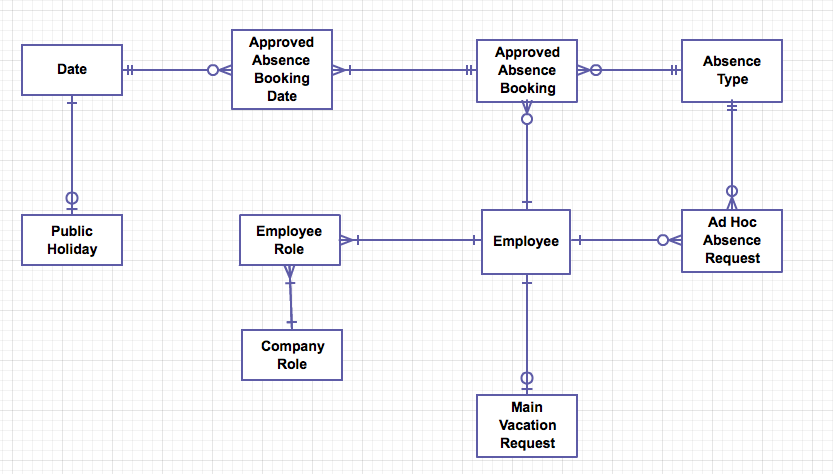 Date
Approved
Absence
Booking
Date
Approved
Absence
Booking
Absence
Type
Public
Holiday
Employee
Role
Employee
Ad Hoc
Absence
Request
Company
Role
Main
Vacation
Request